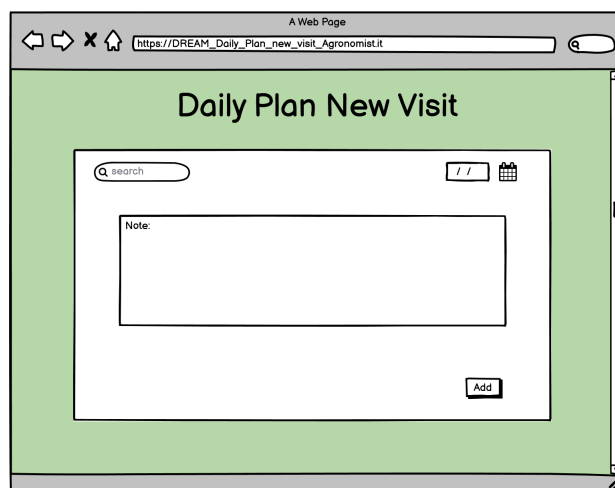 A Web Page
https://DREAM_Daily_Plan_new_visit_Agronomist.it
Daily Plan New Visit
search
/ /
Note:
Add